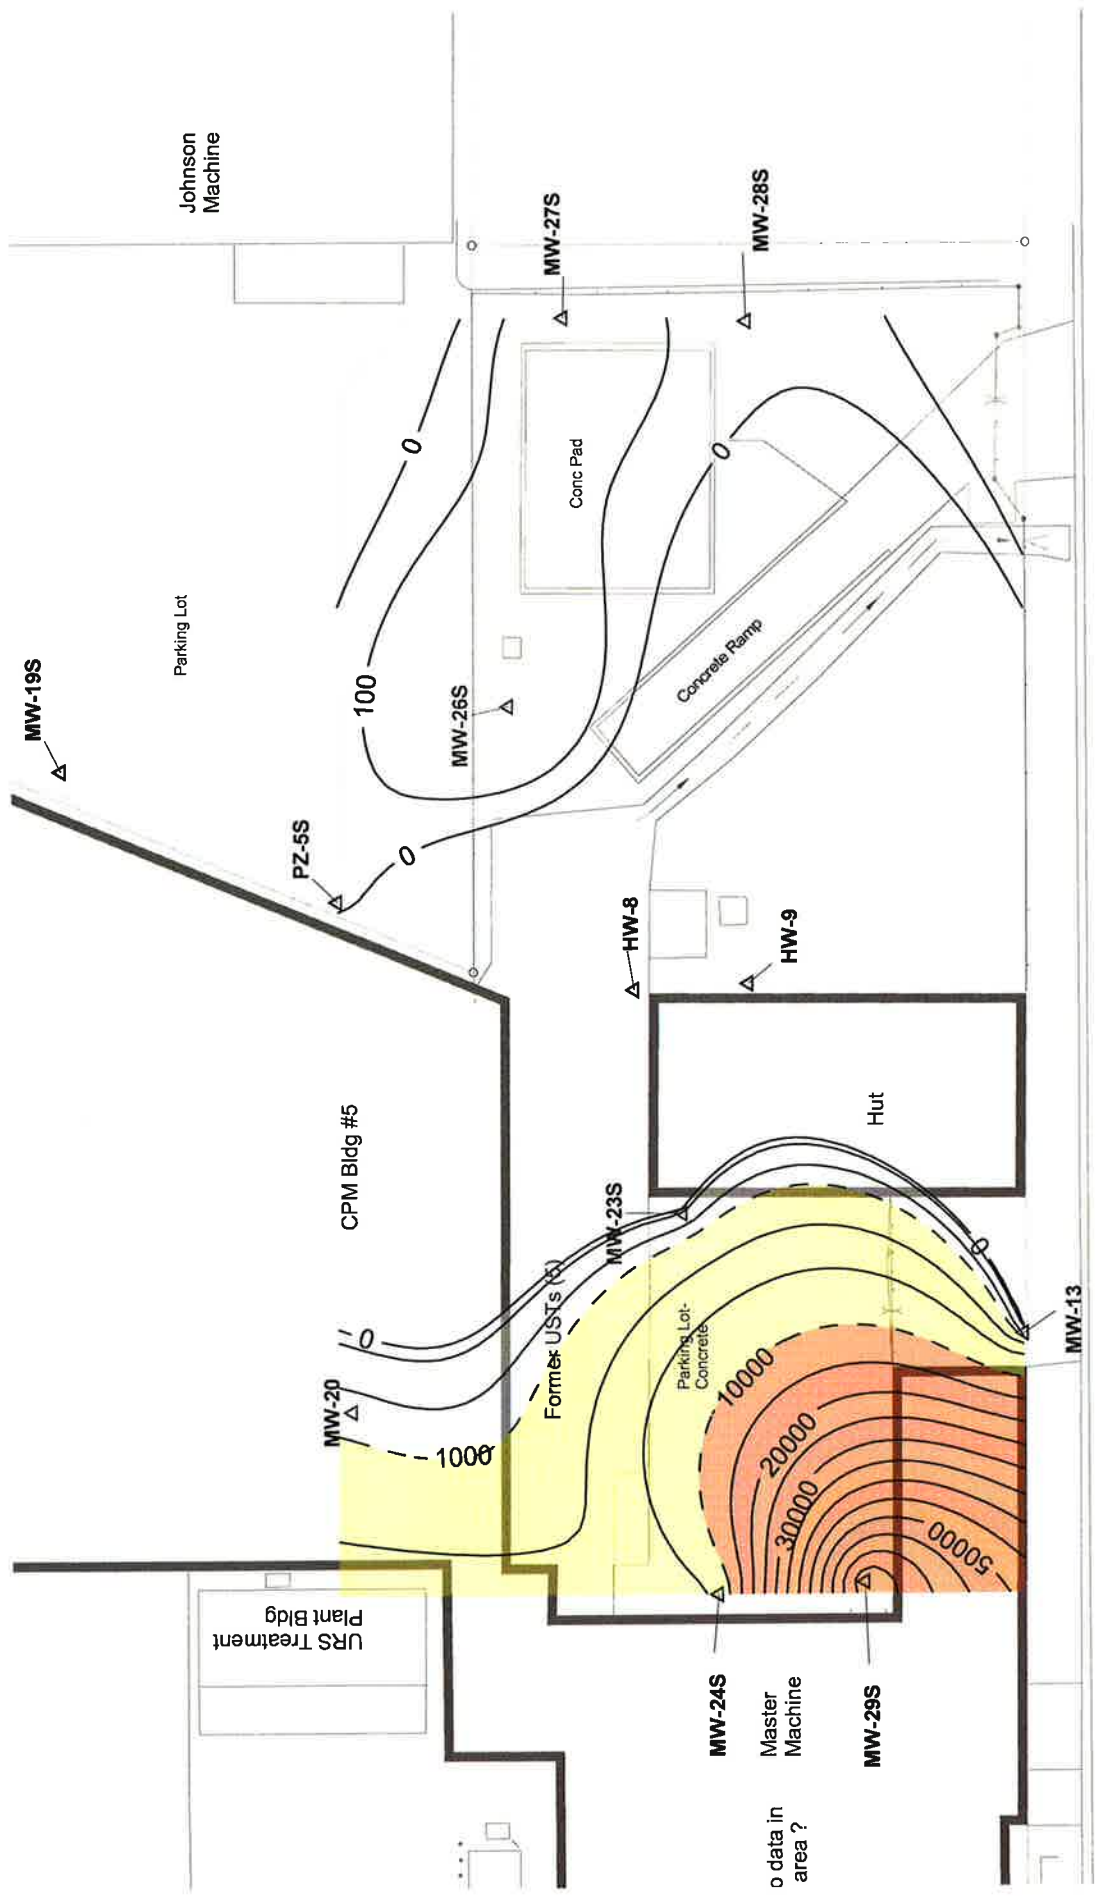 Johnson
Machine
MW-27S
MW-28S
0
0
Conc Pad
100
Parking Lot
MW-19S
MW-26S
Concrete Ramp
PZ-5S
0
HW-8
HW-9
CPM Bldg #5
Hut
MW-23S
Former USTs (5)
0
0
MW-13
MW-20
1000
Parking Lot-
Concrete
10000
20000
30000
50000
URS Treatment
Plant Bldg
MW-24S
Master
Machine
MW-29S
o data in
area ?